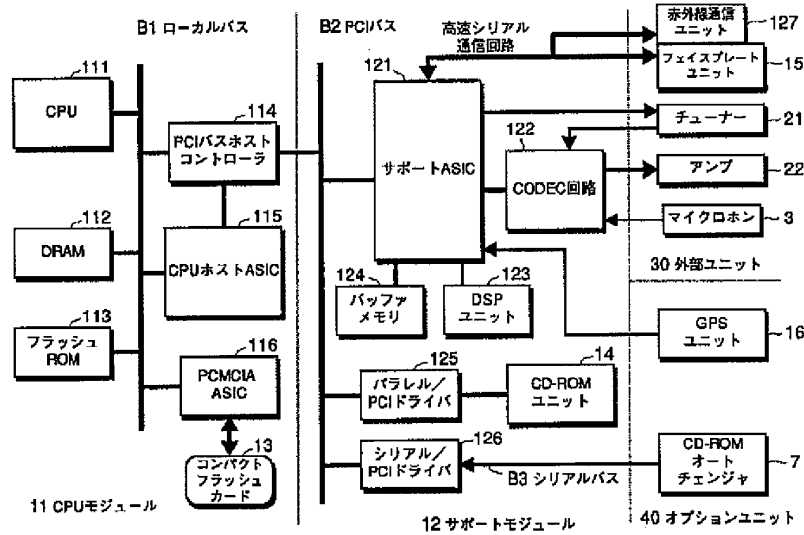 B1 ローカルバス
B2 PCIバス
高速シリアル
通信回路
赤外線通信
ユニット
127
フェイスプレート
ユニット
15
111
CPU
114
PCIバスホスト
コントローラ
121
サポートASIC
チューナー
21
122
CODEC回路
アンプ
22
マイクロホン
3
30 外部ユニット
112
DRAM
115
CPUホストASIC
124
バッファ
メモリ
123
DSP
ユニット
GPS
ユニット
16
113
フラッシュ
ROM
116
PCMCIA
ASIC
125
パラレル/
PCIドライバ
14
CD-ROM
ユニット
13
コンパクト
フラッシュ
カード
126
シリアル/
PCIドライバ
B3 シリアルバス
CD-ROM
オート
チェンジャ
7
11 CPUモジュール
12 サポートモジュール
40 オプションユニット